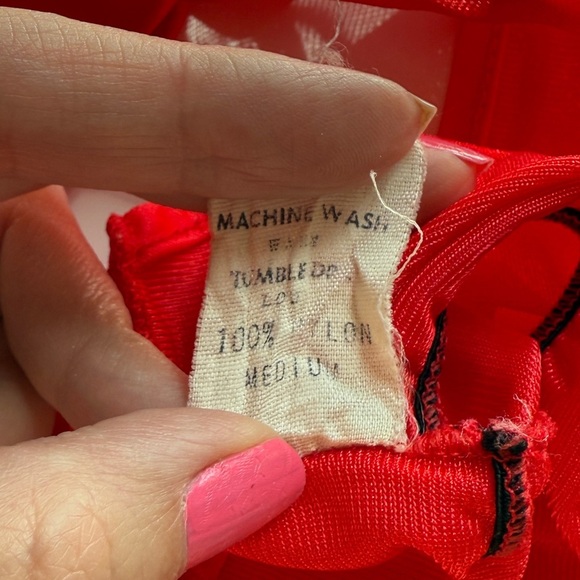 MACHINE WASH
WARM
TUMBLE DRY
LOW
100% NYLON
MEDIUM